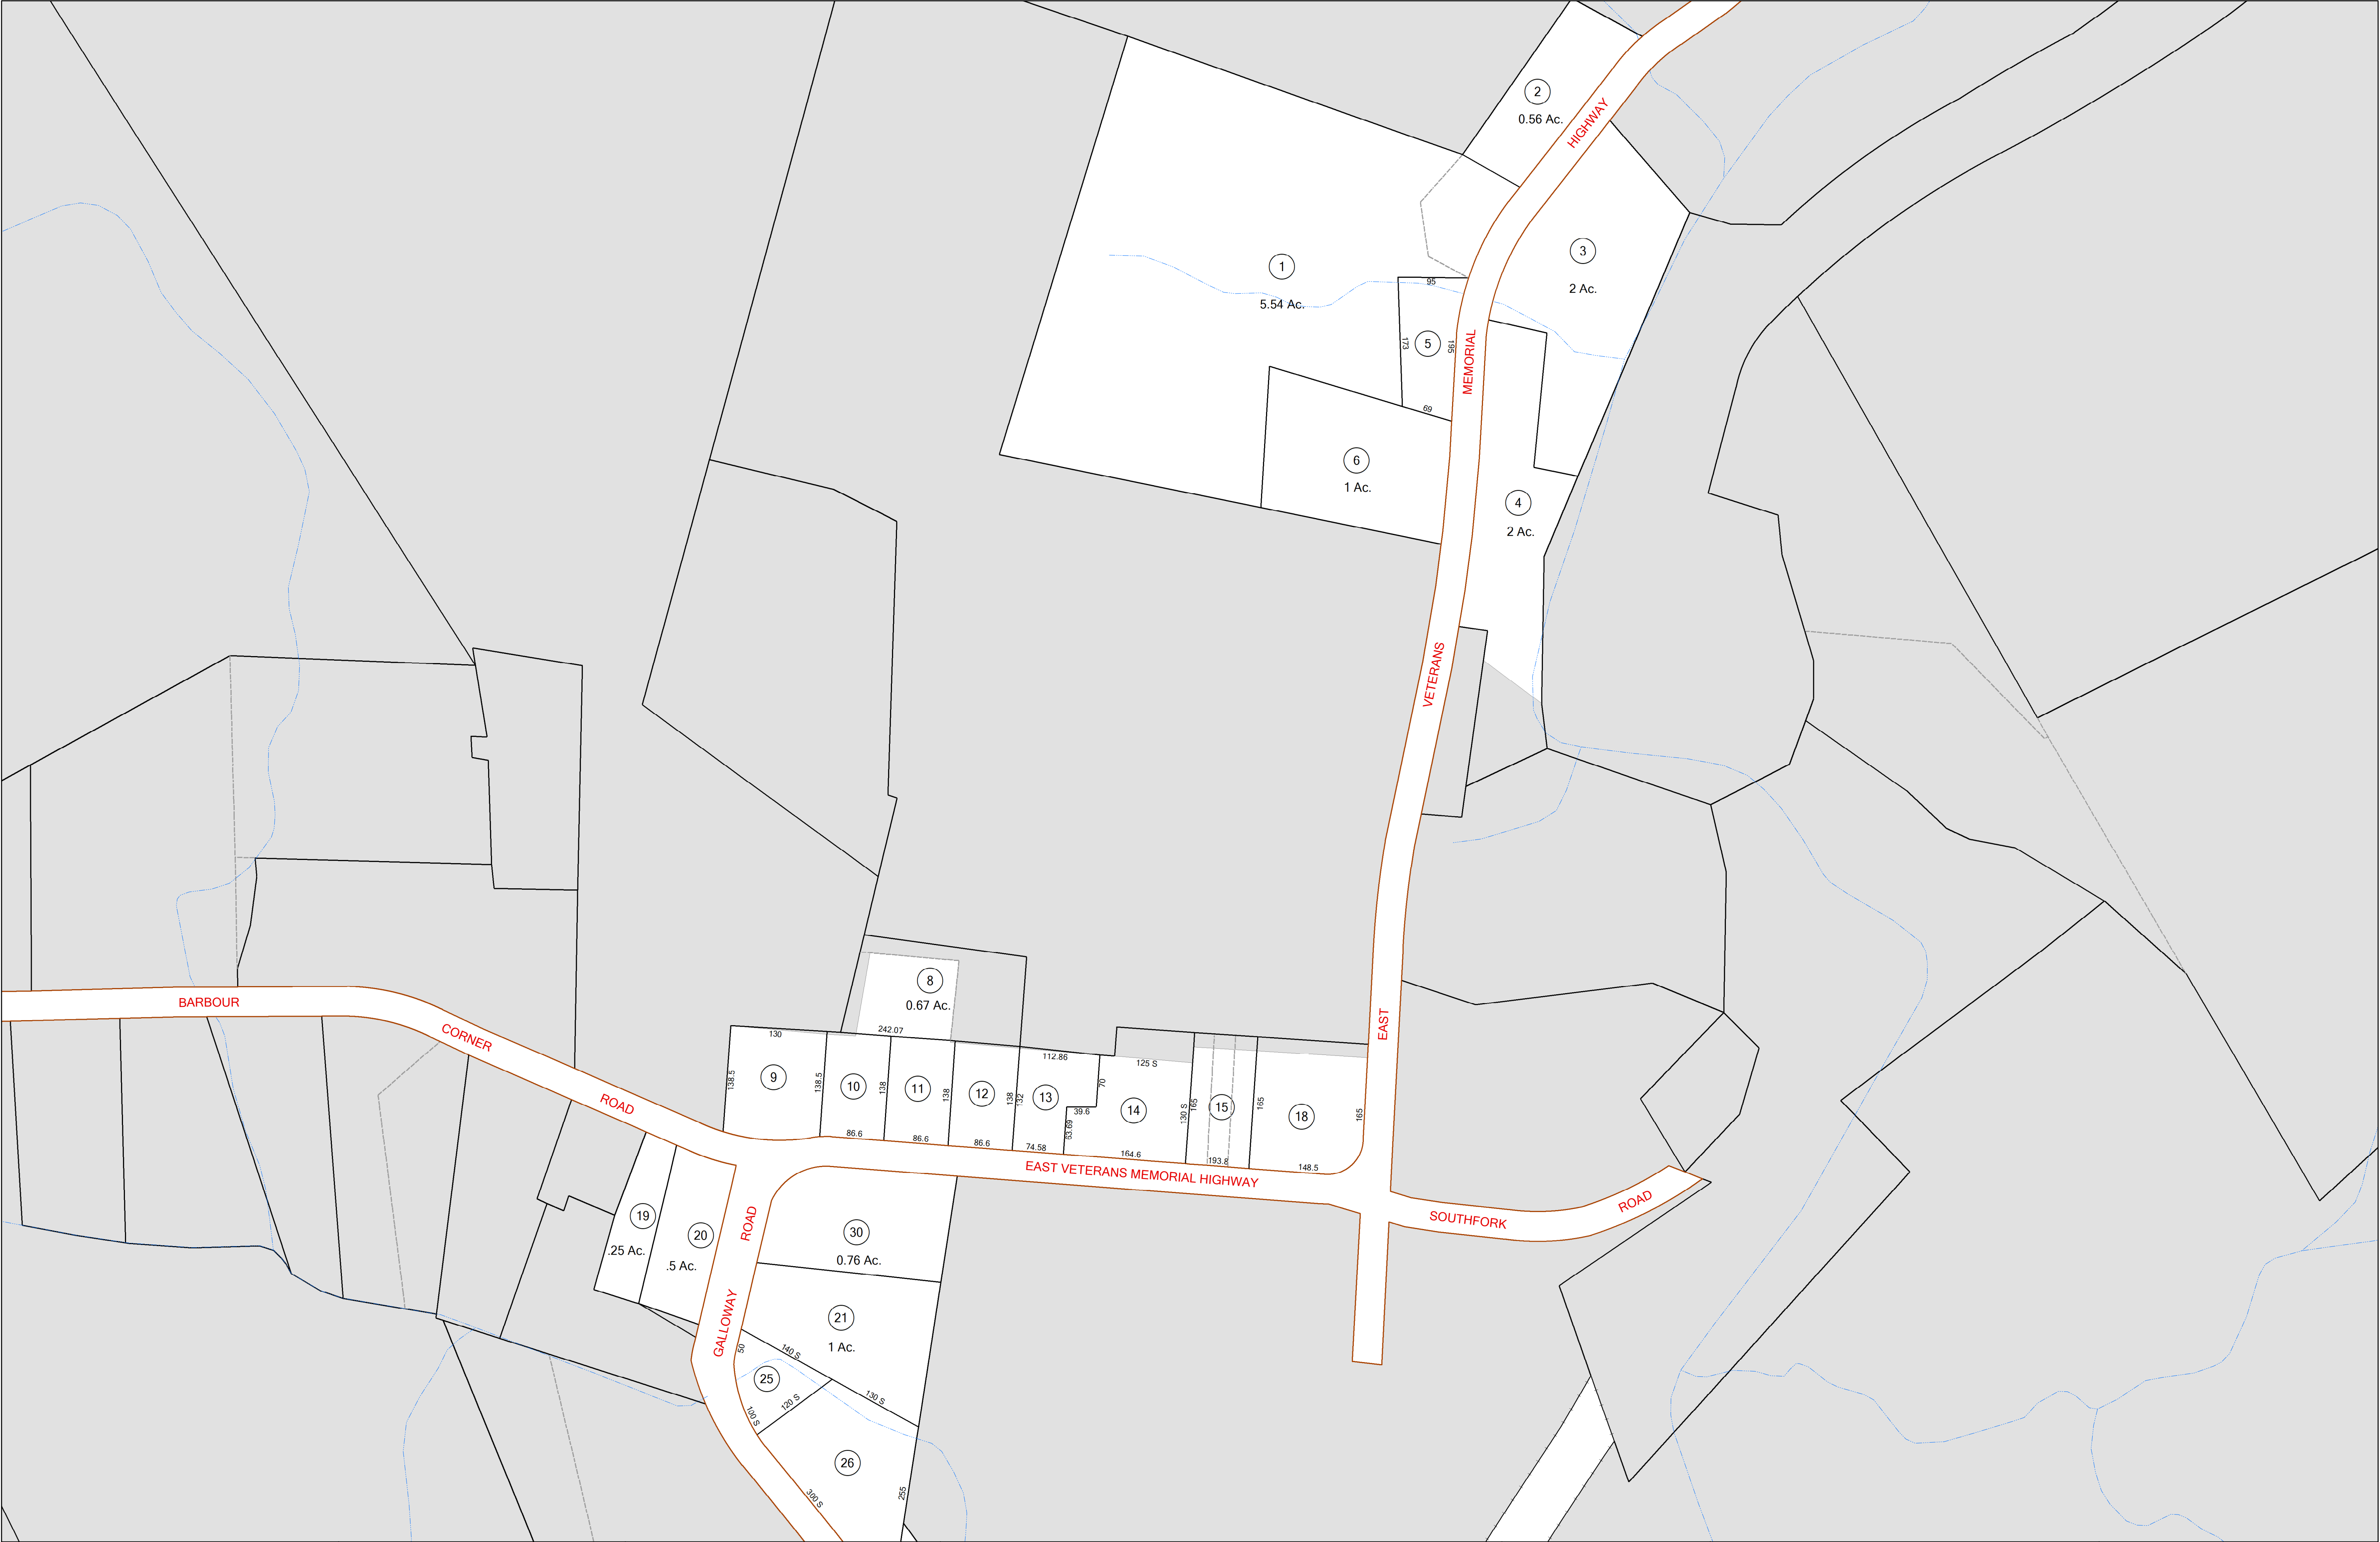 2
0.56 Ac.
HIGHWAY
1
5.54 Ac.
3
2 Ac.
95
5
173
195
69
MEMORIAL
6
1 Ac.
4
2 Ac.
VETERANS
EAST
8
0.67 Ac.
242.07
BARBOUR
CORNER
ROAD
130
138.5
9
138.5
10
138
11
138
12
138
132
112.86
13
70
39.6
63.69
125 S
14
130 S
165
15
165
18
165
86.6
86.6
86.6
74.58
164.6
193.8
148.5
EAST VETERANS MEMORIAL HIGHWAY
SOUTHFORK
ROAD
19
.25 Ac.
20
.5 Ac.
ROAD
GALLOWAY
30
0.76 Ac.
21
1 Ac.
50
140 S
25
120 S
100 S
130 S
26
300 S
255